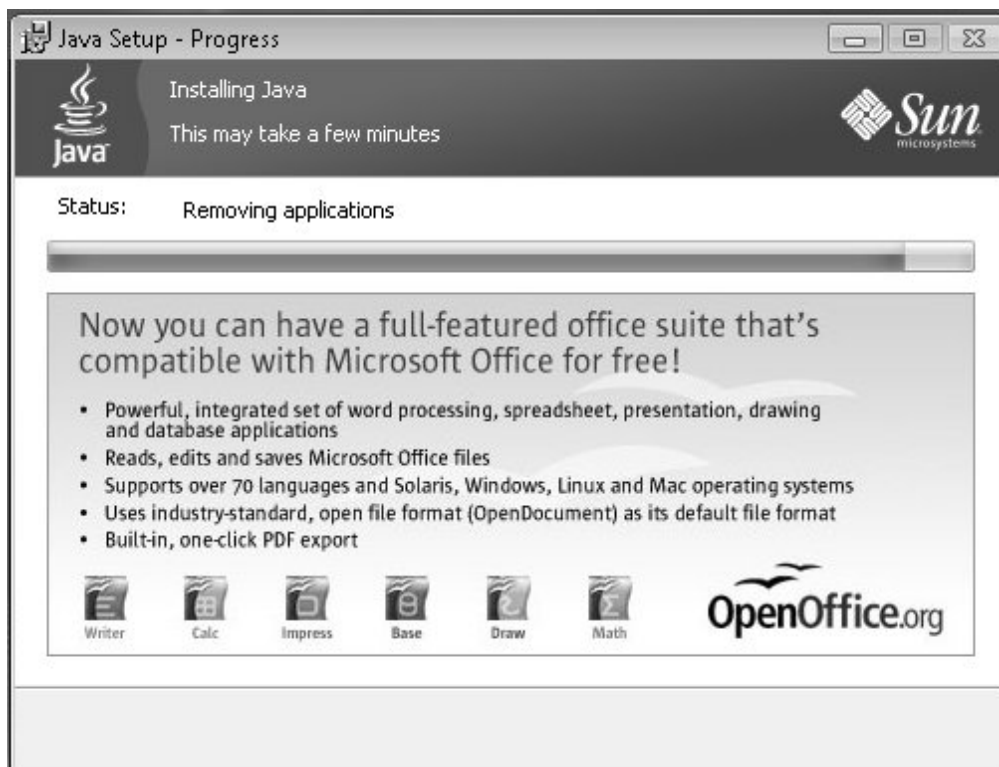 Java Setup - Progress
Installing Java
This may take a few minutes
Java
Sun
microsystems
Status: Removing applications
Now you can have a full-featured office suite that's
compatible with Microsoft Office for free!
• Powerful, integrated set of word processing, spreadsheet, presentation, drawing
and database applications
• Reads, edits and saves Microsoft Office files
• Supports over 70 languages and Solaris, Windows, Linux and Mac operating systems
• Uses industry-standard, open file format (OpenDocument) as its default file format
• Built-in, one-click PDF export
Writer Calc Impress Base Draw Math
OpenOffice.org